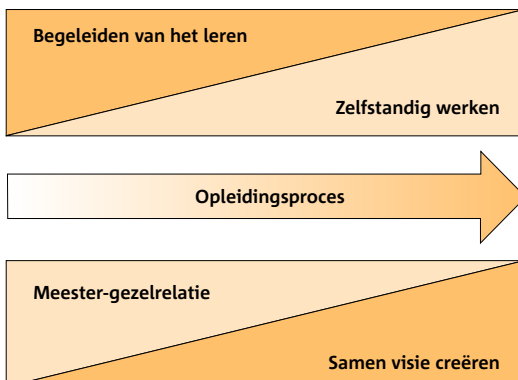 Begeleiden van het leren
Zelfstandig werken
Opleidingsproces
Meester-gezelrelatie
Samen visie creëren